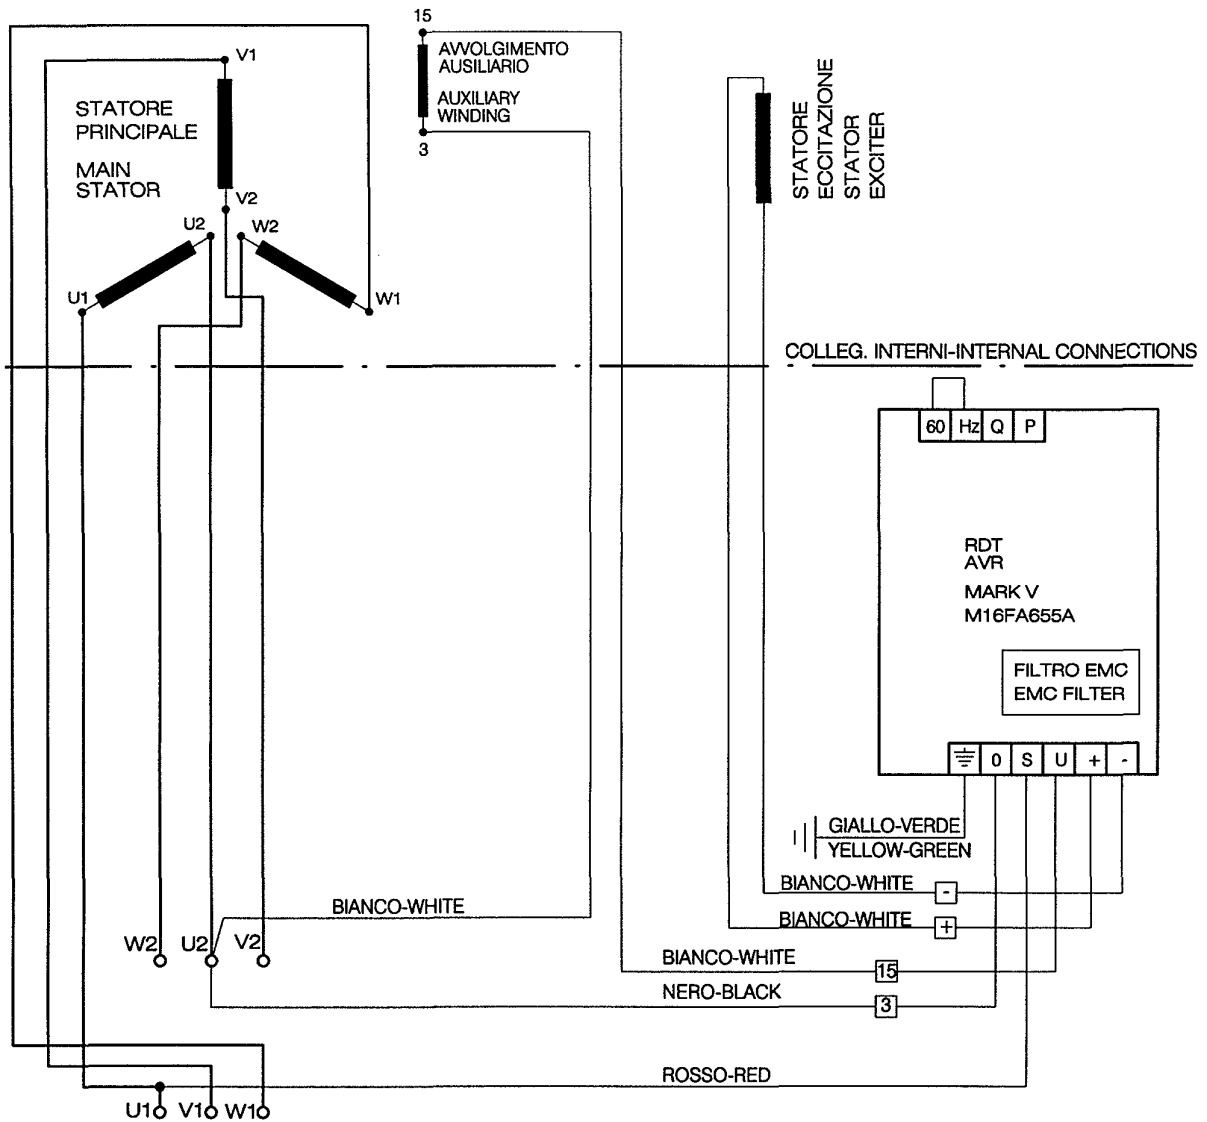 15
V1
AVVOLGIMENTO
AUSILIARIO
AUXILIARY
WINDING
3
STATORE
PRINCIPALE
MAIN
STATOR
V2
U2
W2
U1
W1
STATORE
ECCITAZIONE
STATOR
EXCITER
COLLEG. INTERNI-INTERNAL CONNECTIONS
60 Hz Q P
RDT
AVR
MARK V
M16FA655A
FILTRO EMC
EMC FILTER
0 S U + -
GIALLO-VERDE
YELLOW-GREEN
BIANCO-WHITE -
BIANCO-WHITE +
BIANCO-WHITE
W2 U2 V2
BIANCO-WHITE 15
NERO-BLACK 3
ROSSO-RED
U1 V1 W1